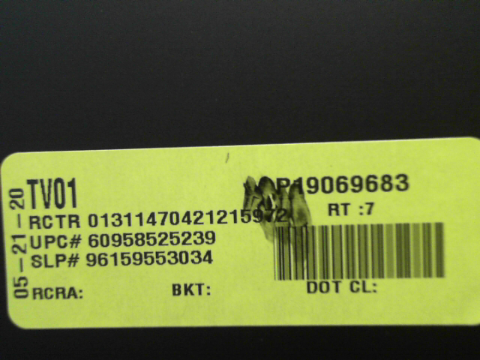 05-21-20
TV01
P19069683
RCTR 01311470421215972
RT :7
UPC# 60958525239
SLP# 96159553034
RCRA: BKT: DOT CL: